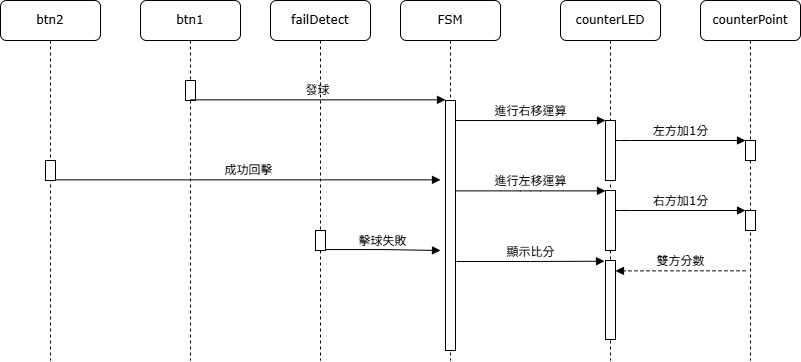 btn2
btn1
failDetect
FSM
counterLED
counterPoint
發球
進行右移運算
左方加1分
成功回擊
進行左移運算
右方加1分
擊球失敗
顯示比分
雙方分數